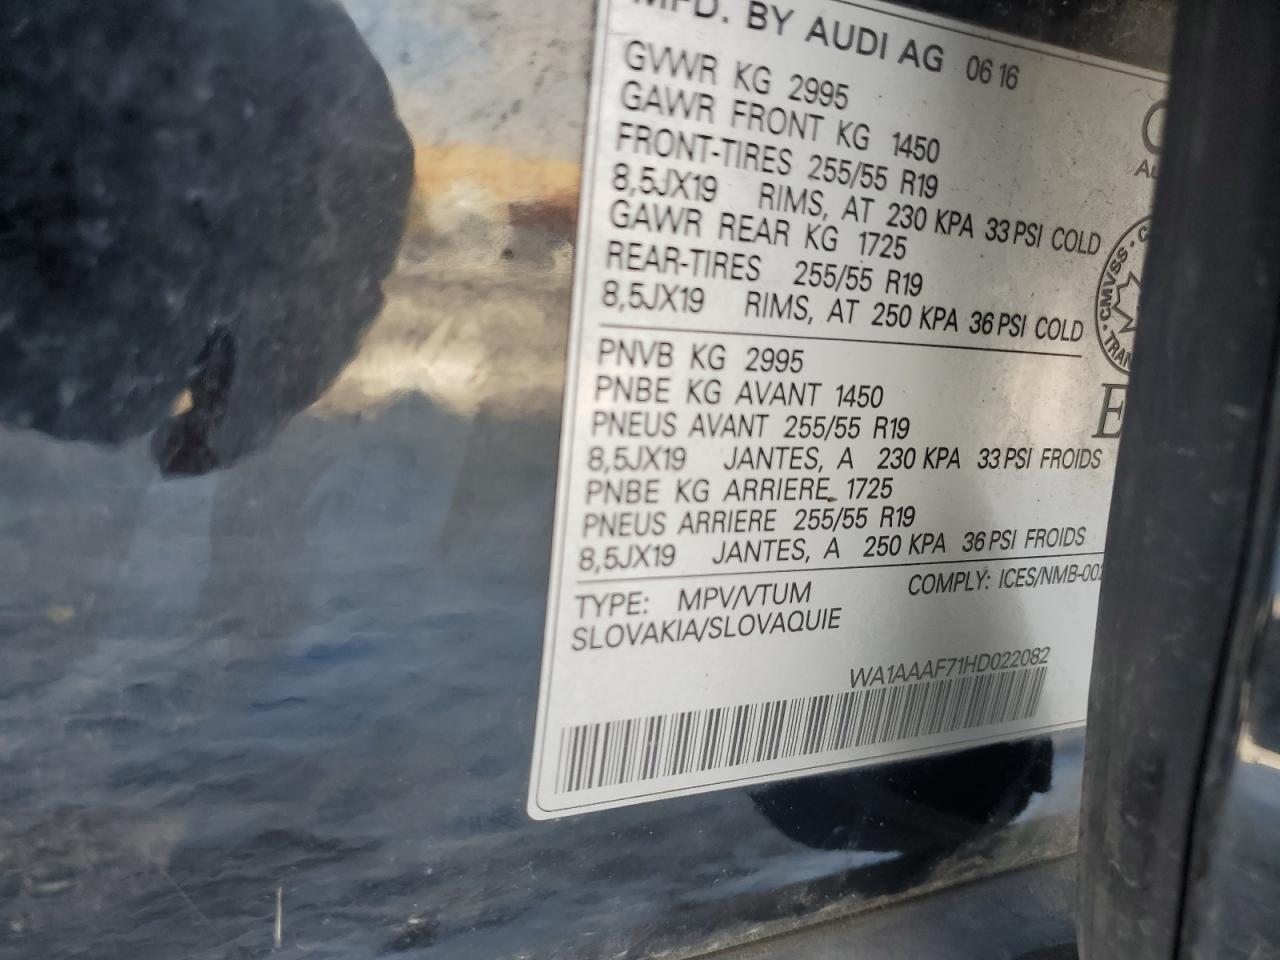 MFD. BY AUDI AG 06 16
GVWR KG 2995
GAWR FRONT KG 1450
FRONT-TIRES 255/55 R19
8,5JX19 RIMS, AT 230 KPA 33 PSI COLD
GAWR REAR KG 1725
REAR-TIRES 255/55 R19
8,5JX19 RIMS, AT 250 KPA 36 PSI COLD
PNVB KG 2995
PNBE KG AVANT 1450
PNEUS AVANT 255/55 R19
8,5JX19 JANTES, A 230 KPA 33 PSI FROIDS
PNBE KG ARRIERE 1725
PNEUS ARRIERE 255/55 R19
8,5JX19 JANTES, A 250 KPA 36 PSI FROIDS
TYPE: MPV/VTUM COMPLY: ICES/NMB-002
SLOVAKIA/SLOVAQUIE
WA1AAAF71HD022082
CMVSS